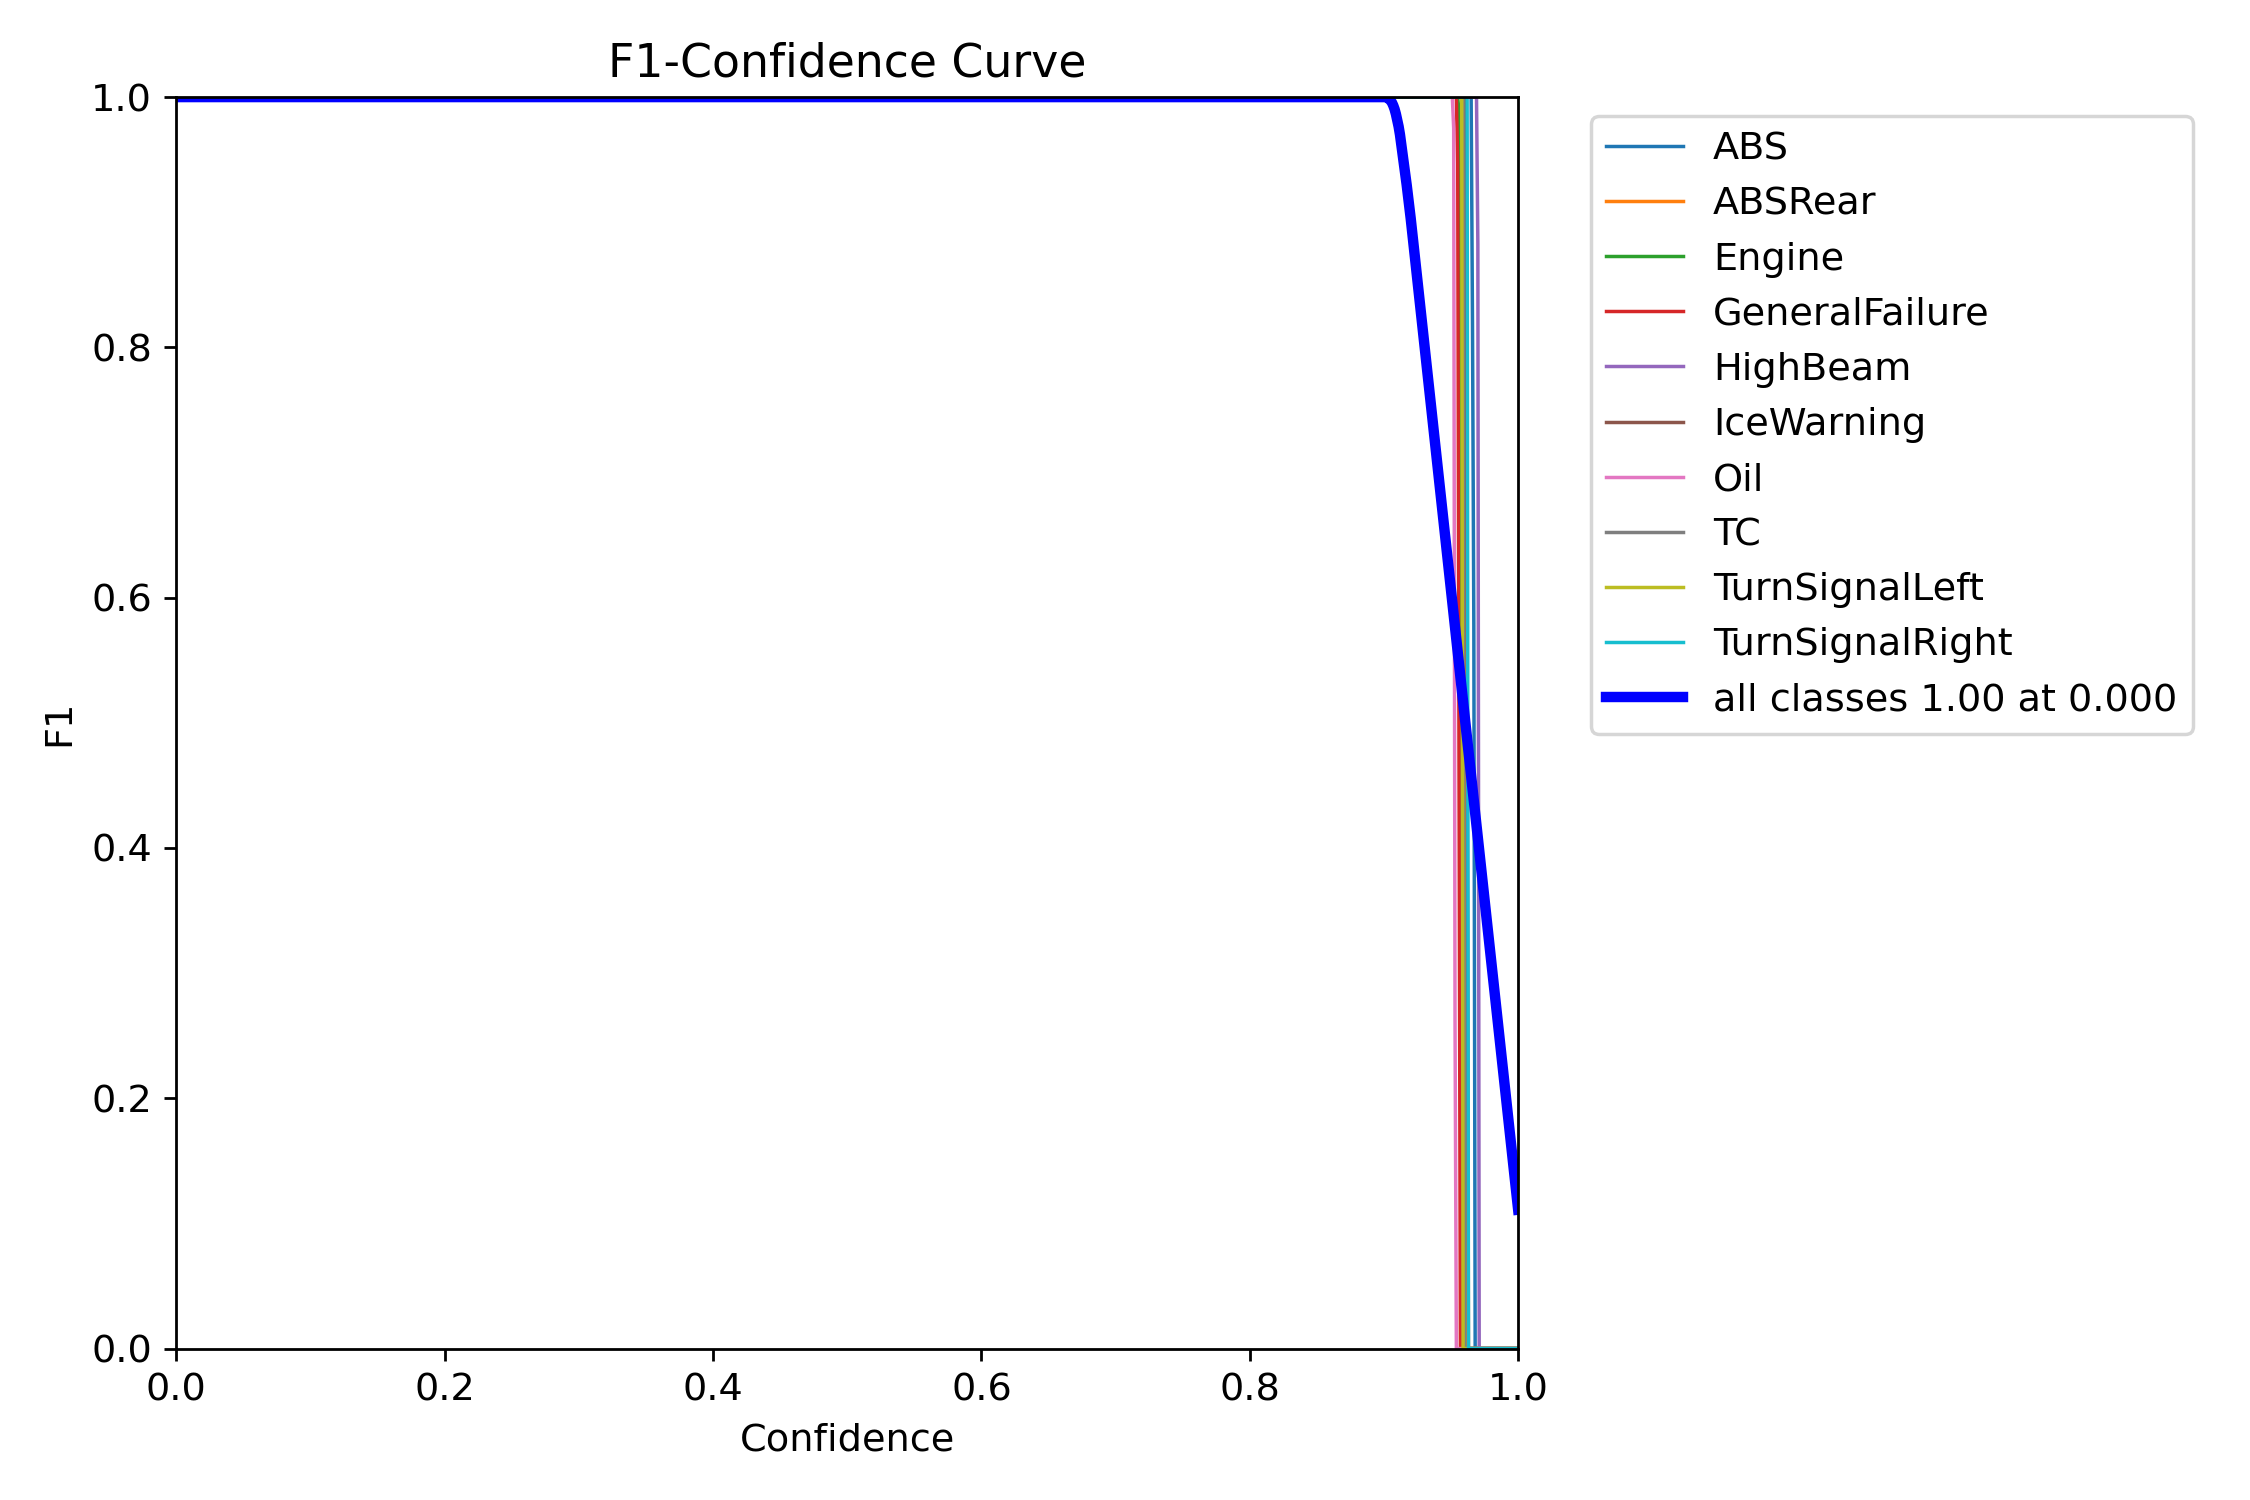 F1-Confidence Curve
1.0
0.8
0.6
0.4
0.2
0.0
F1
0.0 0.2 0.4 0.6 0.8 1.0
Confidence
ABS
ABSRear
Engine
GeneralFailure
HighBeam
IceWarning
Oil
TC
TurnSignalLeft
TurnSignalRight
all classes 1.00 at 0.000